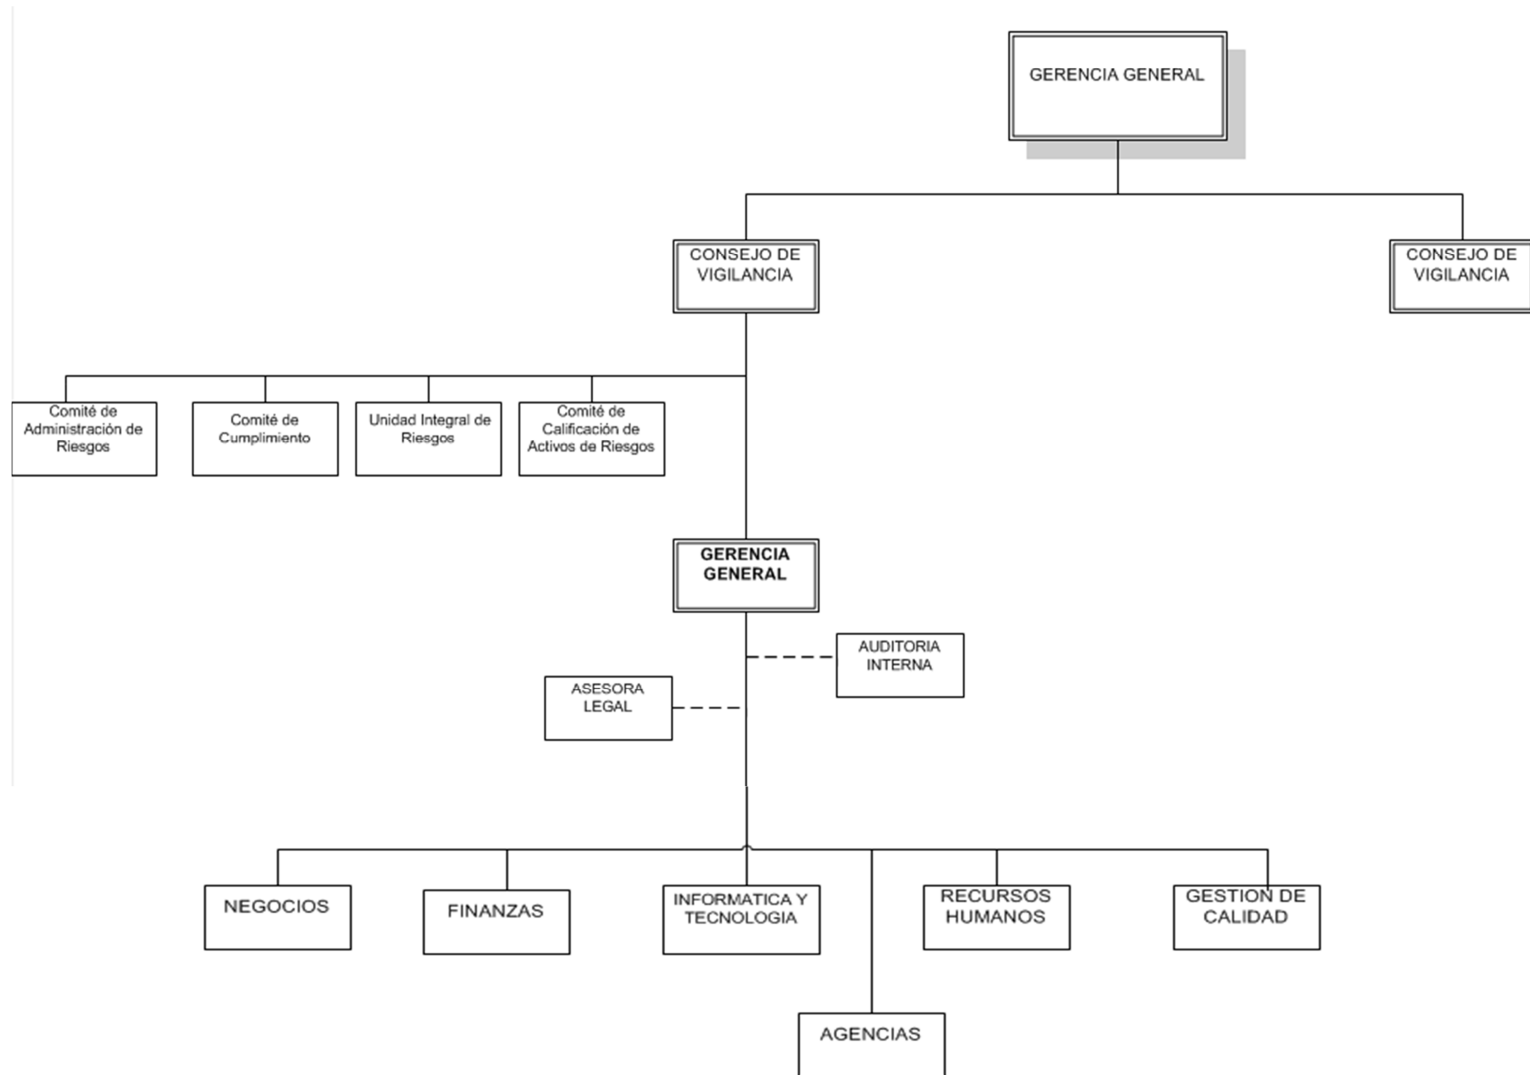 GERENCIA GENERAL
CONSEJO DE
VIGILANCIA
CONSEJO DE
VIGILANCIA
Comité de
Administración de
Riesgos
Comité de
Cumplimiento
Unidad Integral de
Riesgos
Comité de
Calificación de
Activos de Riesgos
GERENCIA
GENERAL
AUDITORIA
INTERNA
ASESORA
LEGAL
NEGOCIOS
FINANZAS
INFORMATICA Y
TECNOLOGIA
RECURSOS
HUMANOS
GESTION DE
CALIDAD
AGENCIAS